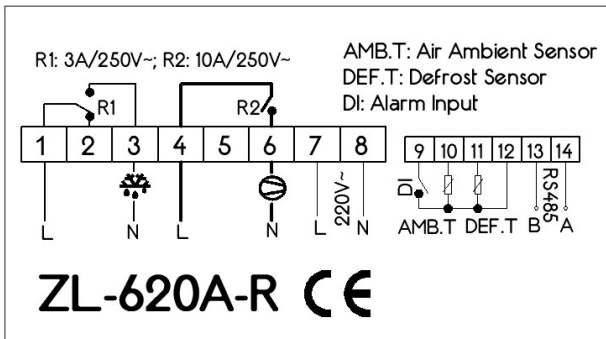 R1: 3A/250V~; R2: 10A/250V~
AMB.T: Air Ambient Sensor
DEF.T: Defrost Sensor
DI: Alarm Input
R1
R2
1 2 3 4 5 6 7 8
9 10 11 12 13 14
L N L N L 220V~ N
DI
AMB.T DEF.T B RS485 A
ZL-620A-R CE